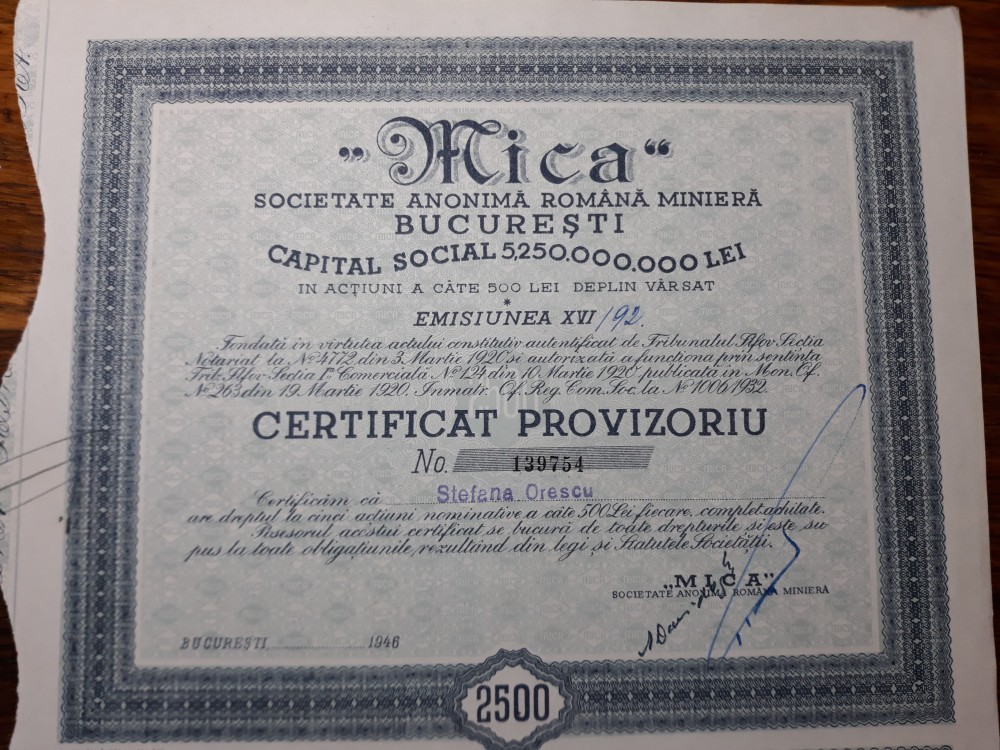 „Mica“
SOCIETATE ANONIMĂ ROMÂNĂ MINIERĂ
BUCUREȘTI
CAPITAL SOCIAL 5,250.000.000 LEI
IN ACȚIUNI A CÂTE 500 LEI DEPLIN VĂRSAT
*
EMISIUNEA XVI /92.
Fondată în virtutea actului constitutiv autentificat de Tribunalul Ilfov Secția
Notariat la Nº 4772 din 3. Martie 1920 și autorizată a funcționa prin sentința
Trib. Ilfov Secția Iª Comercială Nº 124 din 10. Martie 1920 publicată în Mon. Of.
Nº 263 din 19. Martie 1920. Inmatr. Of. Reg. Com. Soc. la Nº 1006 1932.
CERTIFICAT PROVIZORIU
No. 139754
Certificăm că Stefana Orescu
are dreptul la cinci acțiuni nominative a câte 500 Lei fiecare, complet achitate.
Posesorul acestui certificat se bucură de toate drepturile și este su-
pus la toate obligațiunile, rezultând din legi și Statutele Societății.
„MICA“
SOCIETATE ANONIMĂ ROMÂNĂ MINIERĂ
BUCUREȘTI, 1946
2500